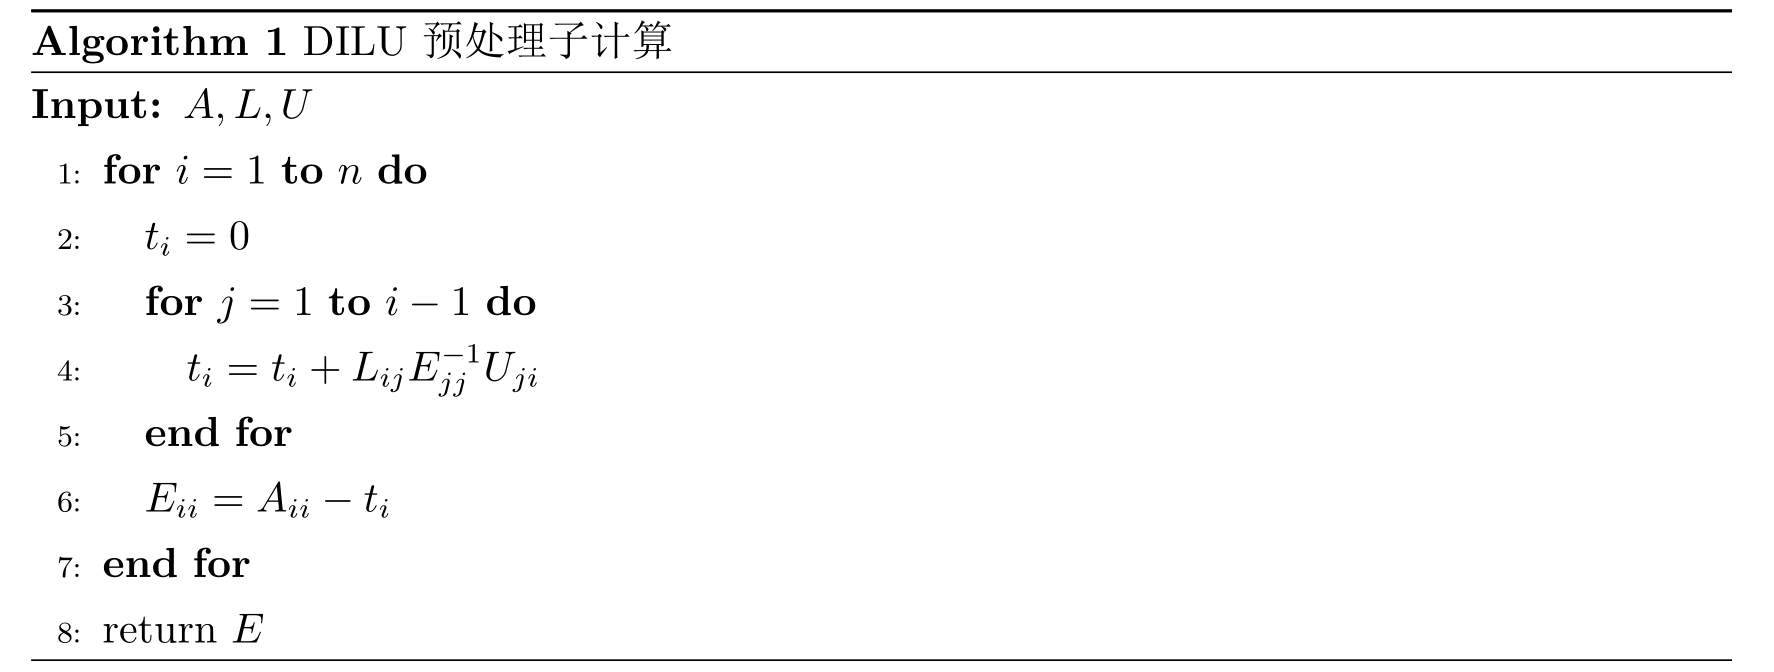 Algorithm 1 DILU 预处理子计算
Input: A, L, U
1: for i = 1 to n do
2: t_i = 0
3: for j = 1 to i − 1 do
4: t_i = t_i + L_{ij} E_{jj}^{−1} U_{ji}
5: end for
6: E_{ii} = A_{ii} − t_i
7: end for
8: return E